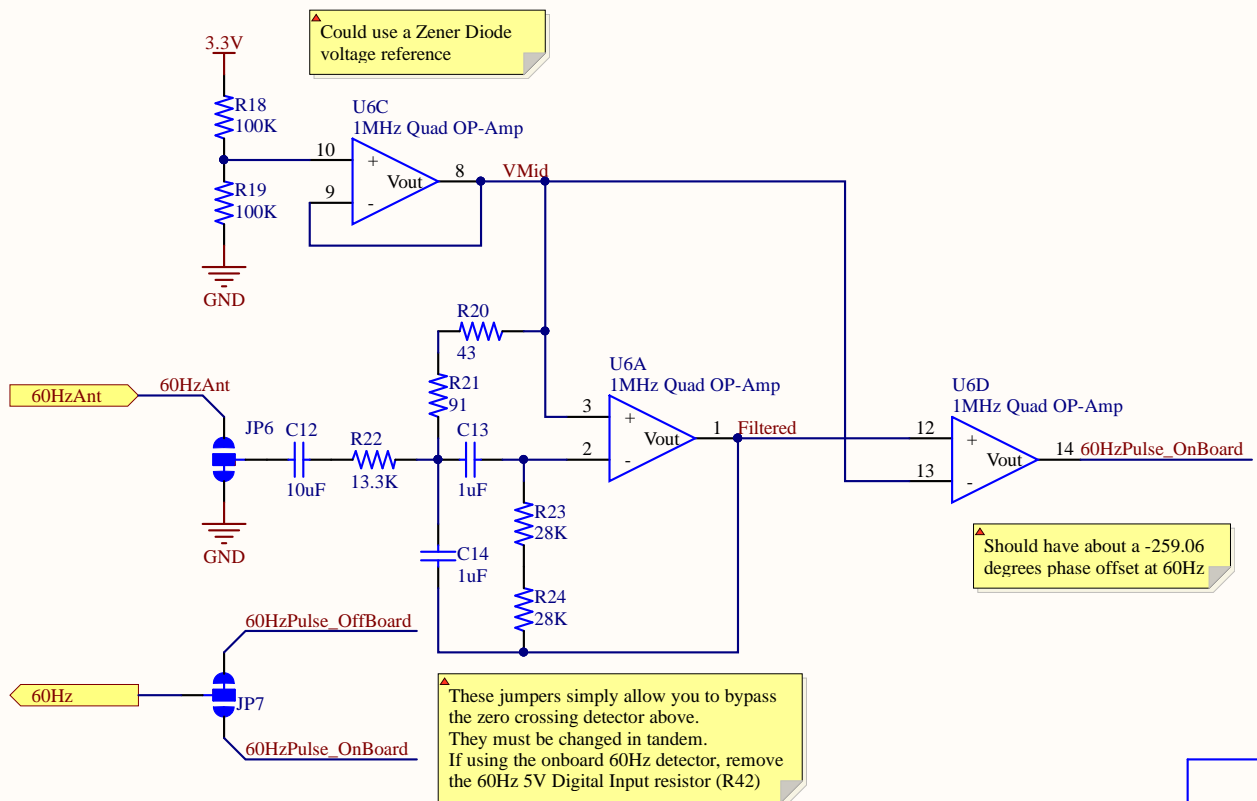 Could use a Zener Diode
voltage reference
3.3V
R18
100K
R19
100K
GND
U6C
1MHz Quad OP-Amp
10
+
Vout
9
-
8
VMid
R20
43
R21
91
60HzAnt
60HzAnt
JP6
C12
10uF
R22
13.3K
C13
1uF
GND
C14
1uF
R23
28K
R24
28K
U6A
1MHz Quad OP-Amp
3
+
Vout
2
-
1
Filtered
U6D
1MHz Quad OP-Amp
12
+
Vout
13
-
14
60HzPulse_OnBoard
Should have about a -259.06
degrees phase offset at 60Hz
60HzPulse_OffBoard
60Hz
JP7
60HzPulse_OnBoard
These jumpers simply allow you to bypass
the zero crossing detector above.
They must be changed in tandem.
If using the onboard 60Hz detector, remove
the 60Hz 5V Digital Input resistor (R42)